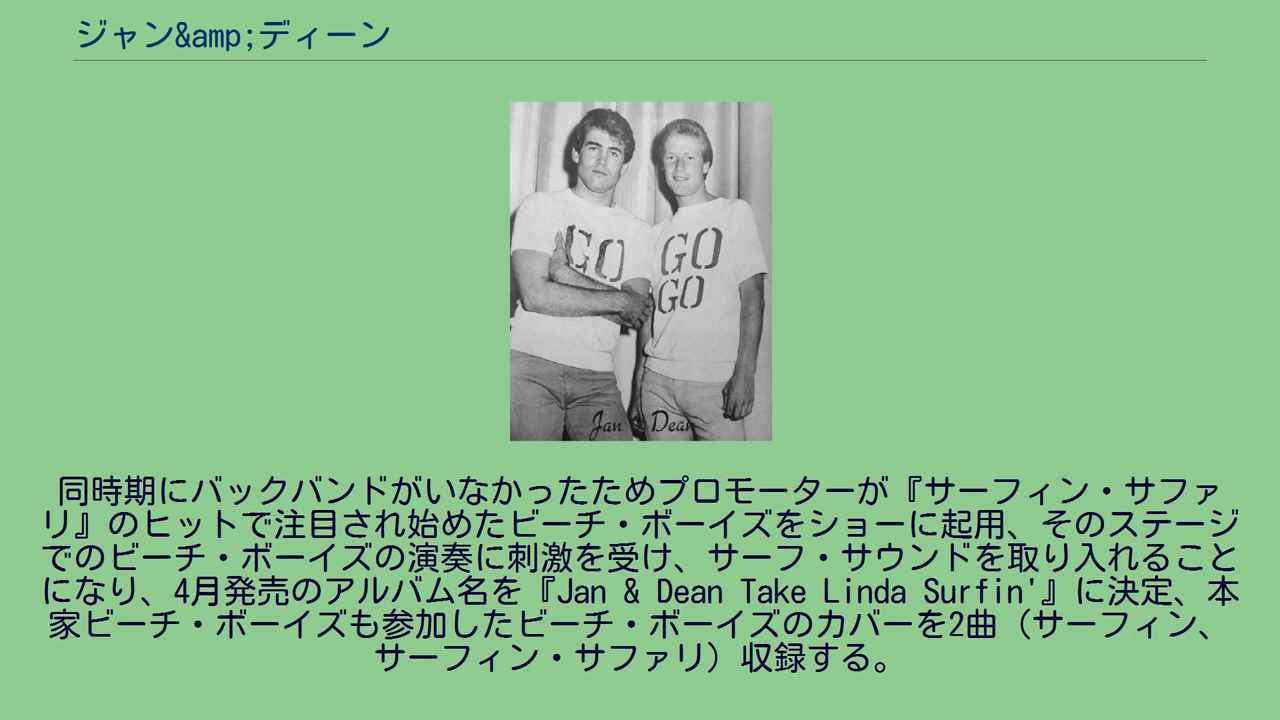 ジャン&amp;ディーン
GO GO
GO
Jan & Dean
同時期にバックバンドがいなかったためプロモーターが『サーフィン・サファ
リ』のヒットで注目され始めたビーチ・ボーイズをショーに起用、そのステージ
でのビーチ・ボーイズの演奏に刺激を受け、サーフ・サウンドを取り入れること
になり、4月発売のアルバム名を『Jan & Dean Take Linda Surfin'』に決定、本
家ビーチ・ボーイズも参加したビーチ・ボーイズのカバーを2曲（サーフィン、
サーフィン・サファリ）収録する。